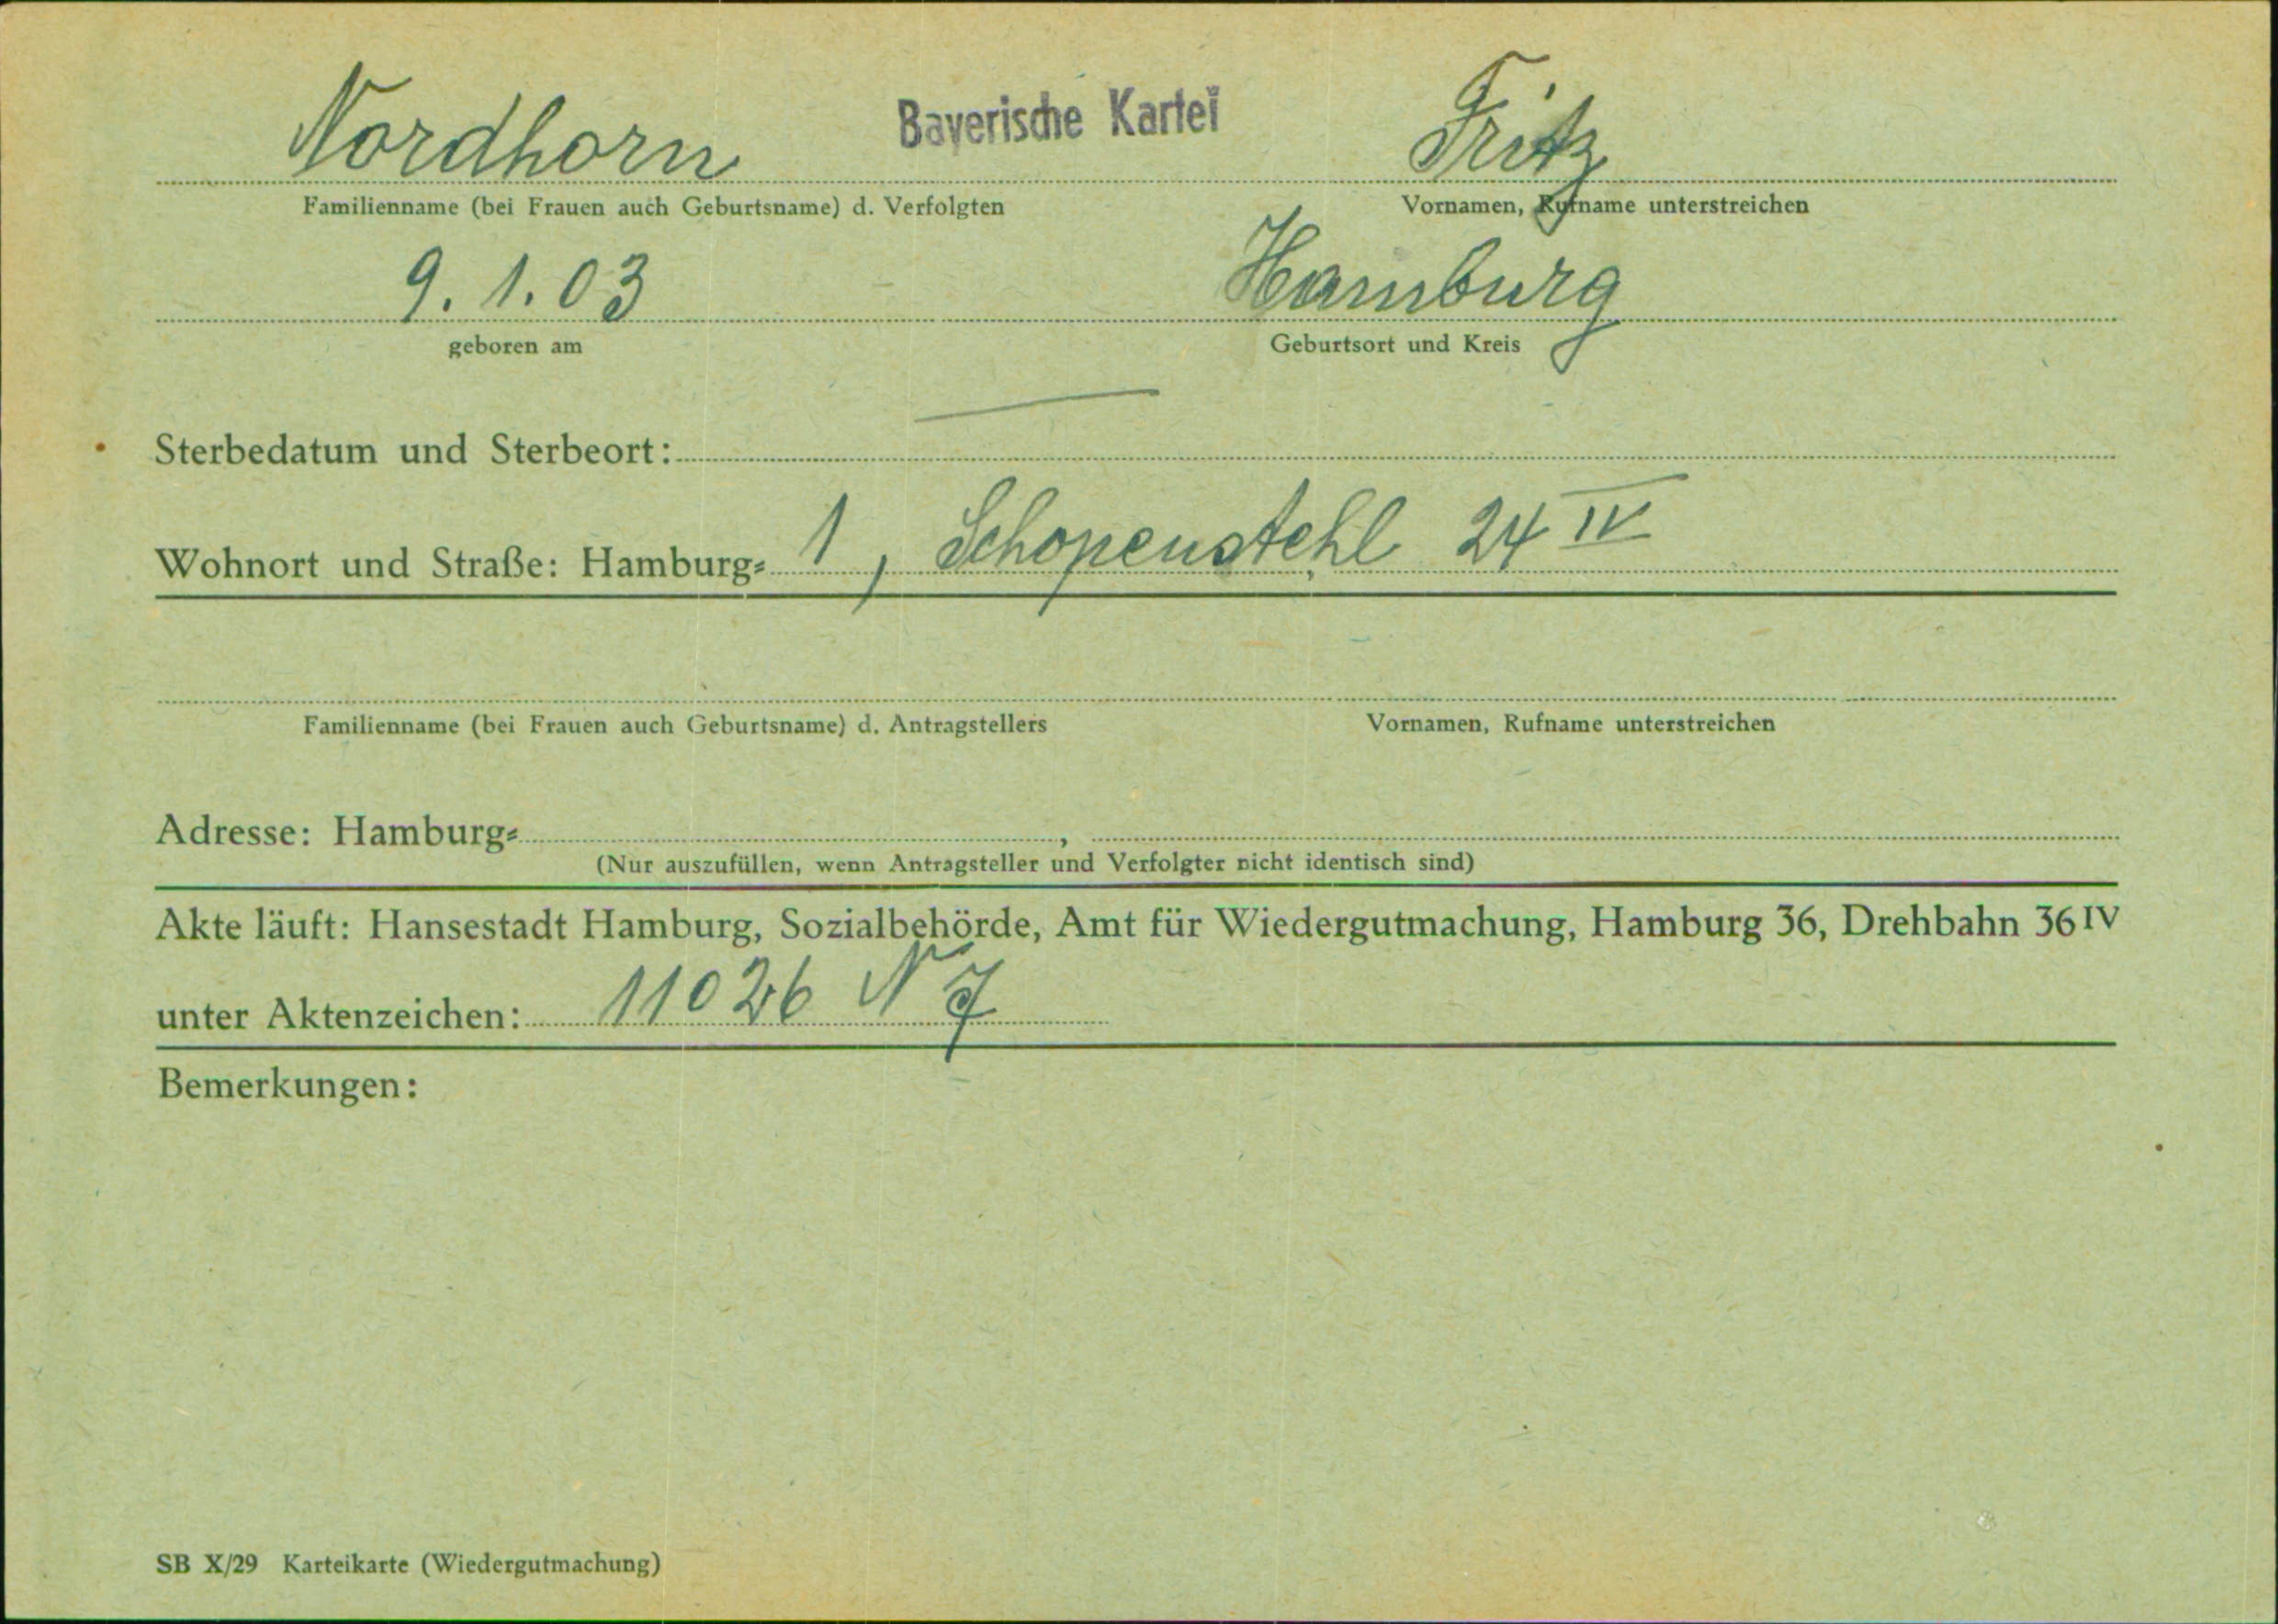 Nordhorn Bayerische Kartei Fritz
Familienname (bei Frauen auch Geburtsname) d. Verfolgten Vornamen, Rufname unterstreichen
9. 1. 03 Hamburg
geboren am Geburtsort und Kreis
Sterbedatum und Sterbeort:
Wohnort und Straße: Hamburg- 1, Schopenstehl 24 IV
Familienname (bei Frauen auch Geburtsname) d. Antragstellers Vornamen, Rufname unterstreichen
Adresse: Hamburg- ,
(Nur auszufüllen, wenn Antragsteller und Verfolgter nicht identisch sind)
Akte läuft: Hansestadt Hamburg, Sozialbehörde, Amt für Wiedergutmachung, Hamburg 36, Drehbahn 36 IV
unter Aktenzeichen: 11026 N 7
Bemerkungen:
SB X/29 Karteikarte (Wiedergutmachung)